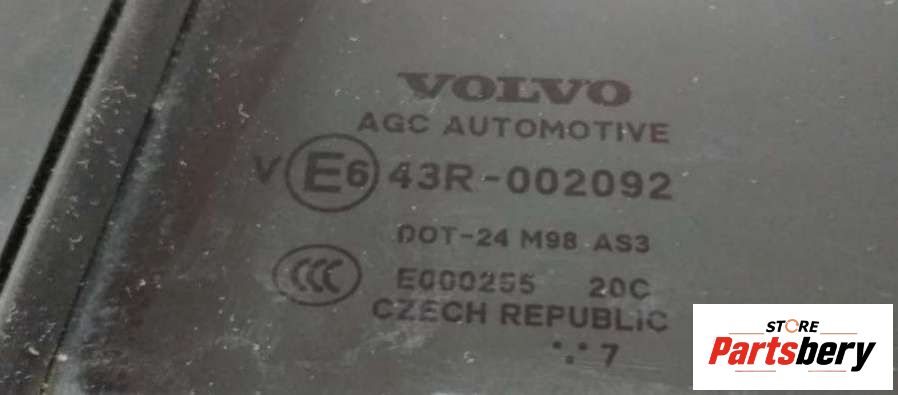 VOLVO
AGC AUTOMOTIVE
V E6 43R-002092
DOT-24 M98 AS3
CCC E000255 20C
CZECH REPUBLIC
.. . 7
STORE
Partsbery